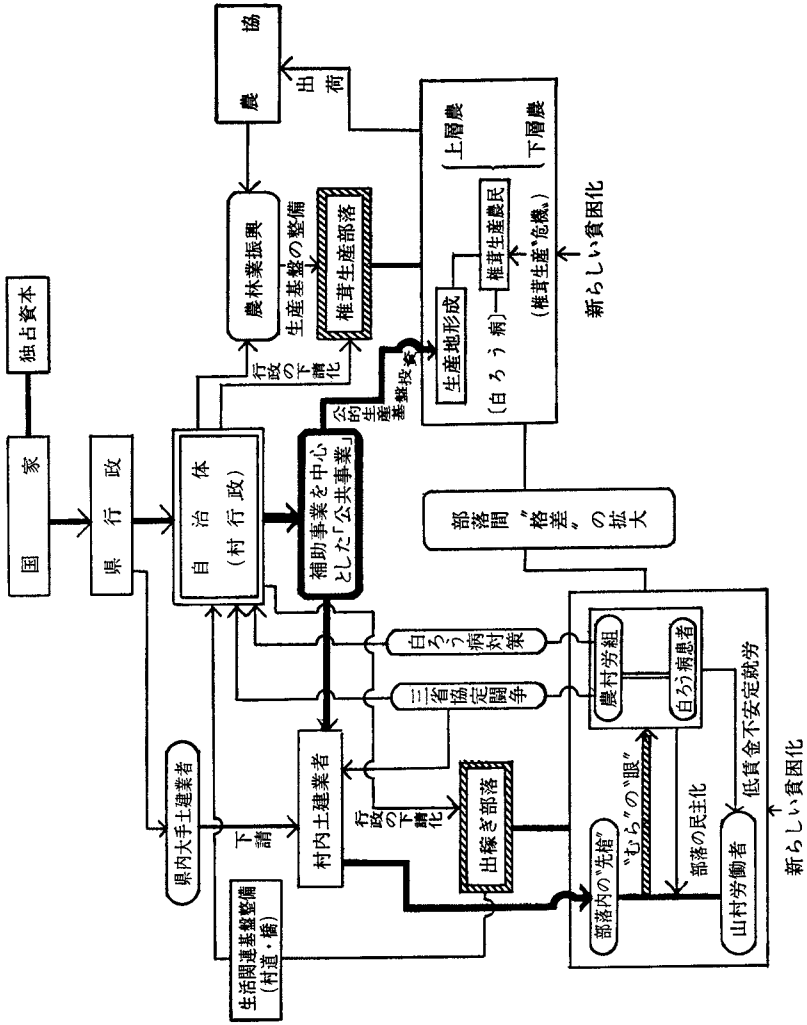 独占資本
国家
県行政
自治体
(村行政)
農林業振興
農協
出荷
生産基盤の整備
椎茸生産部落
行政の下請化
補助事業を中心
とした「公共事業」
公的
生産
基盤投資
生産地形成
〔白ろう病〕
椎茸生産農民
上層農
下層農
(椎茸生産〝危機〟)
新らしい貧困化
県内大手土建業者
下請
村内土建業者
生活関連基盤整備
(村道・橋)
行政の下請化
出稼ぎ部落
三省協定闘争
白ろう病対策
部落間〝格差〟の拡大
部落内の〝先槍〟
〝むら〟の〝眼〟
農村労組
白ろう病患者
部落の民主化
山村労働者
低賃金不安定就労
新らしい貧困化